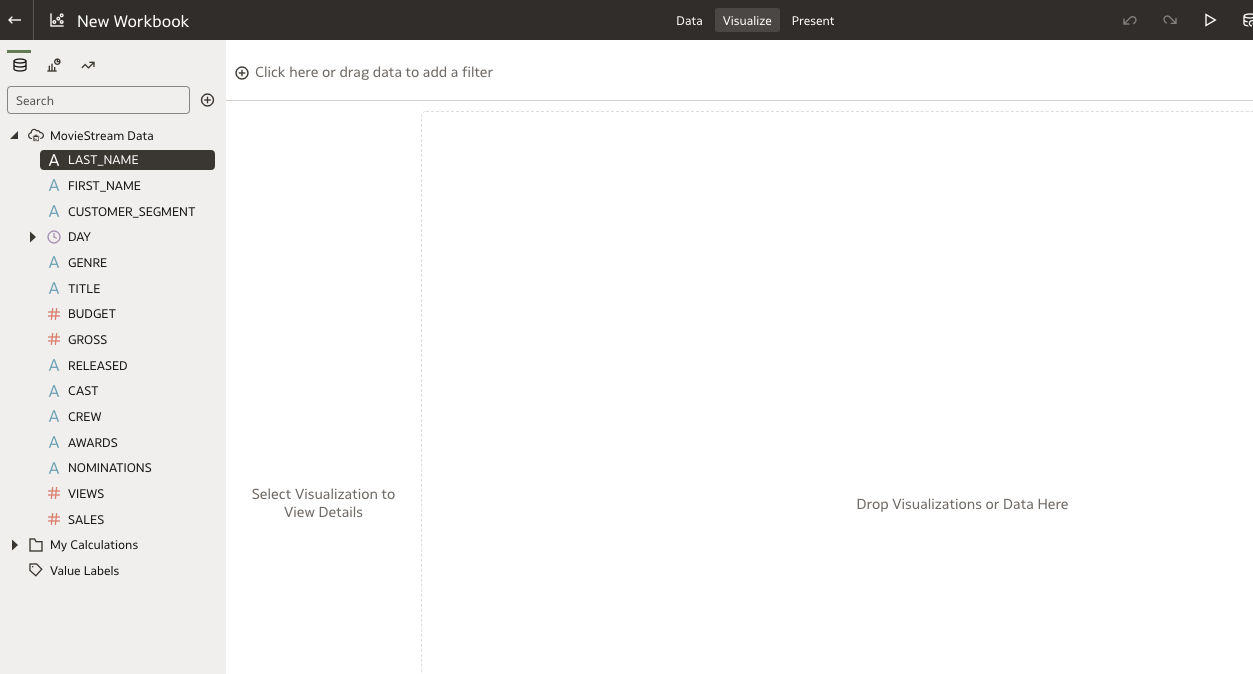 New Workbook
Data
Visualize
Present
Click here or drag data to add a filter
Search
MovieStream Data
A LAST_NAME
A FIRST_NAME
A CUSTOMER_SEGMENT
DAY
A GENRE
A TITLE
# BUDGET
# GROSS
A RELEASED
A CAST
A CREW
A AWARDS
A NOMINATIONS
# VIEWS
# SALES
My Calculations
Value Labels
Select Visualization to
View Details
Drop Visualizations or Data Here